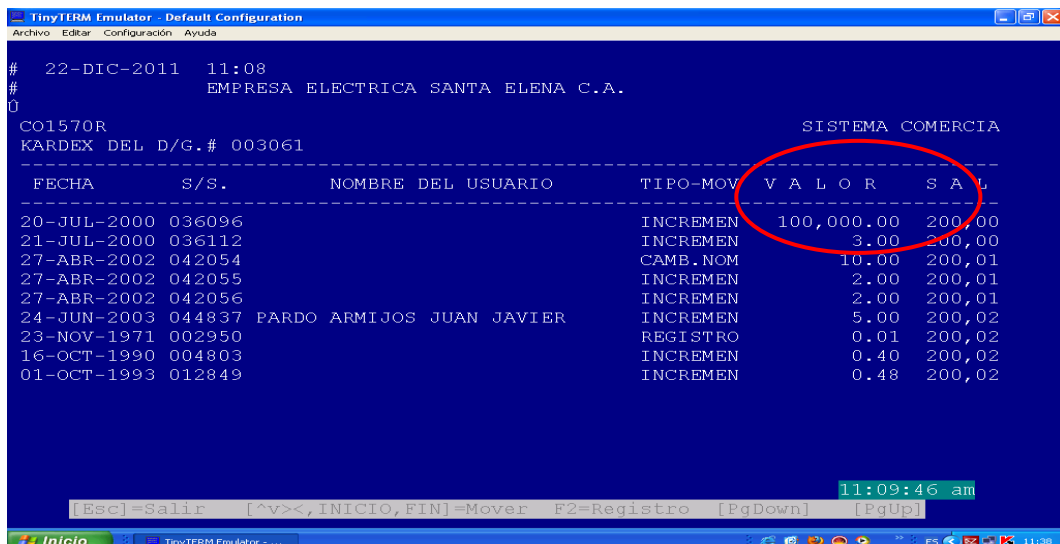 TinyTERM Emulator - Default Configuration
Archivo Editar Configuración Ayuda
# 22-DIC-2011 11:08
# EMPRESA ELECTRICA SANTA ELENA C.A.
Û
CO1570R SISTEMA COMERCIA
KARDEX DEL D/G.# 003061
FECHA S/S. NOMBRE DEL USUARIO TIPO-MOV V A L O R S A L
20-JUL-2000 036096 INCREMEN 100,000.00 200,00
21-JUL-2000 036112 INCREMEN 3.00 200,00
27-ABR-2002 042054 CAMB.NOM 10.00 200,01
27-ABR-2002 042055 INCREMEN 2.00 200,01
27-ABR-2002 042056 INCREMEN 2.00 200,01
24-JUN-2003 044837 PARDO ARMIJOS JUAN JAVIER INCREMEN 5.00 200,02
23-NOV-1971 002950 REGISTRO 0.01 200,02
16-OCT-1990 004803 INCREMEN 0.40 200,02
01-OCT-1993 012849 INCREMEN 0.48 200,02
11:09:46 am
[Esc]=Salir [^v><,INICIO,FIN]=Mover F2=Registro [PgDown] [PgUp]
Inicio TinyTERM Emulator - ... ES 11:38